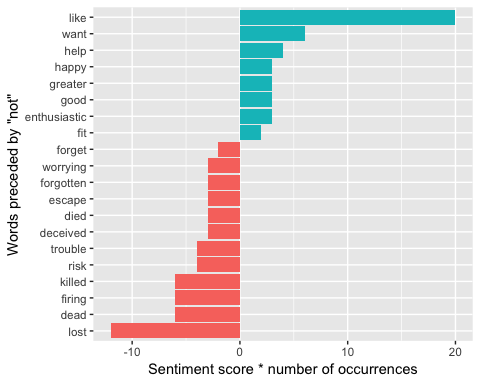 like
want
help
happy
greater
good
enthusiastic
fit
forget
worrying
forgotten
escape
died
deceived
trouble
risk
killed
firing
dead
lost
Words preceded by "not"
-10 0 10 20
Sentiment score * number of occurrences